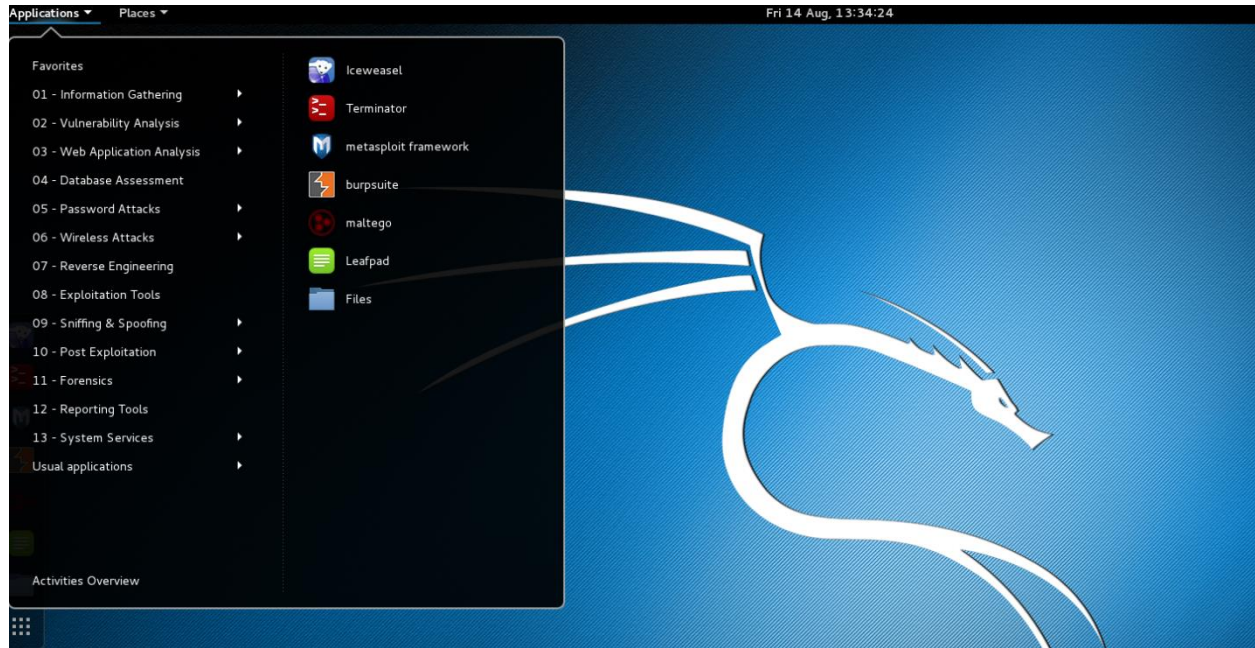 Applications Places Fri 14 Aug, 13:34:24
Favorites
01 - Information Gathering
02 - Vulnerability Analysis
03 - Web Application Analysis
04 - Database Assessment
05 - Password Attacks
06 - Wireless Attacks
07 - Reverse Engineering
08 - Exploitation Tools
09 - Sniffing & Spoofing
10 - Post Exploitation
11 - Forensics
12 - Reporting Tools
13 - System Services
Usual applications
Activities Overview
Iceweasel
Terminator
metasploit framework
burpsuite
maltego
Leafpad
Files